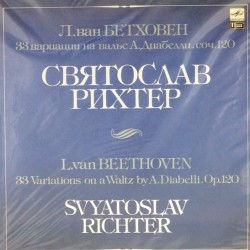 Л. ван БЕТХОВЕН
33 вариации на вальс А. Диабелли, соч. 120
СВЯТОСЛАВ
РИХТЕР
L. van BEETHOVEN
33 Variations on a Waltz by A. Diabelli, Op. 120
SVYATOSLAV
RICHTER